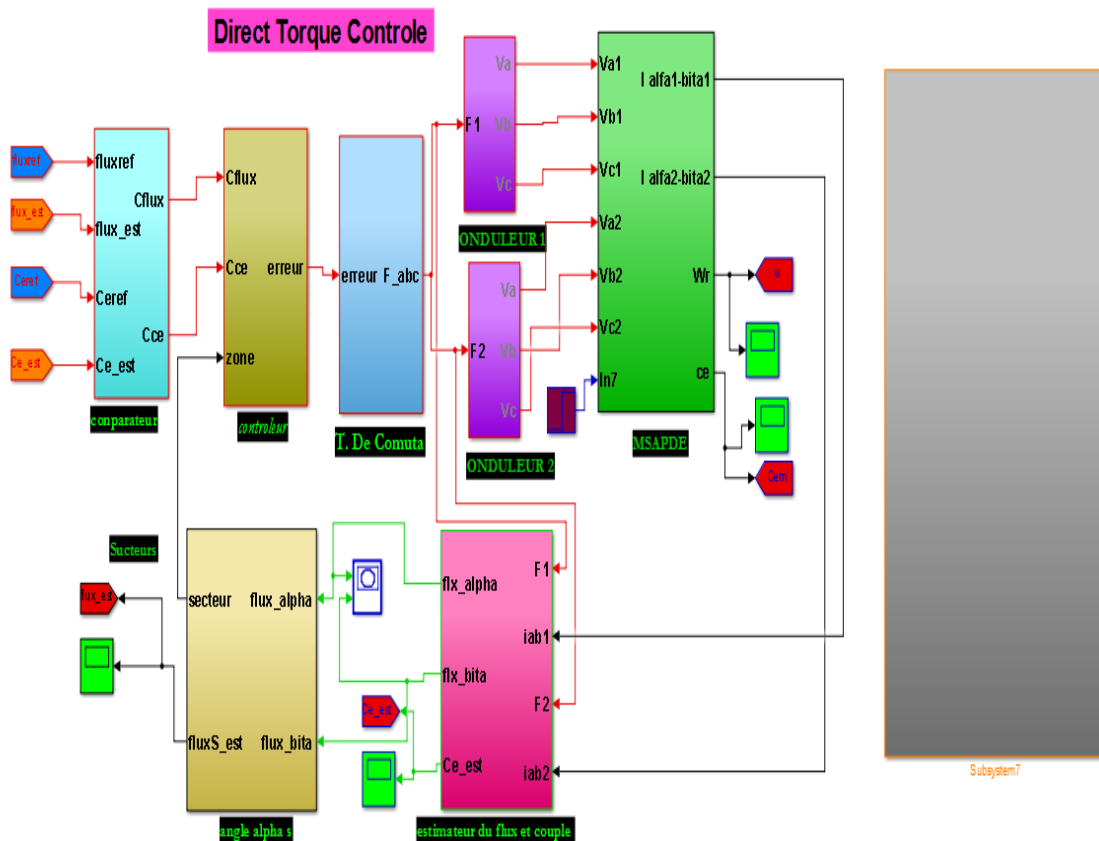 Direct Torque Controle
fluxref
flux_est
Ceref
Ce_est
fluxref
Cflux
flux_est
Ceref
Cce
Ce_est
conparateur
Cflux
Cce
erreur
zone
controleur
erreur F_abc
T. De Comuta
Va
F1
Vb
Vc
ONDULEUR 1
Va
F2
Vb
Vc
ONDULEUR 2
Va1
I alfa1-bita1
Vb1
Vc1
I alfa2-bita2
Va2
Vb2
Wr
Vc2
In7
ce
MSAPDE
w
Cem
Subsystem7
Sucteurs
flux_est
secteur
flux_alpha
fluxS_est
flux_bita
angle alpha s
Ce_est
flx_alpha
F1
iab1
flx_bita
F2
Ce_est
iab2
estimateur du flux et couple